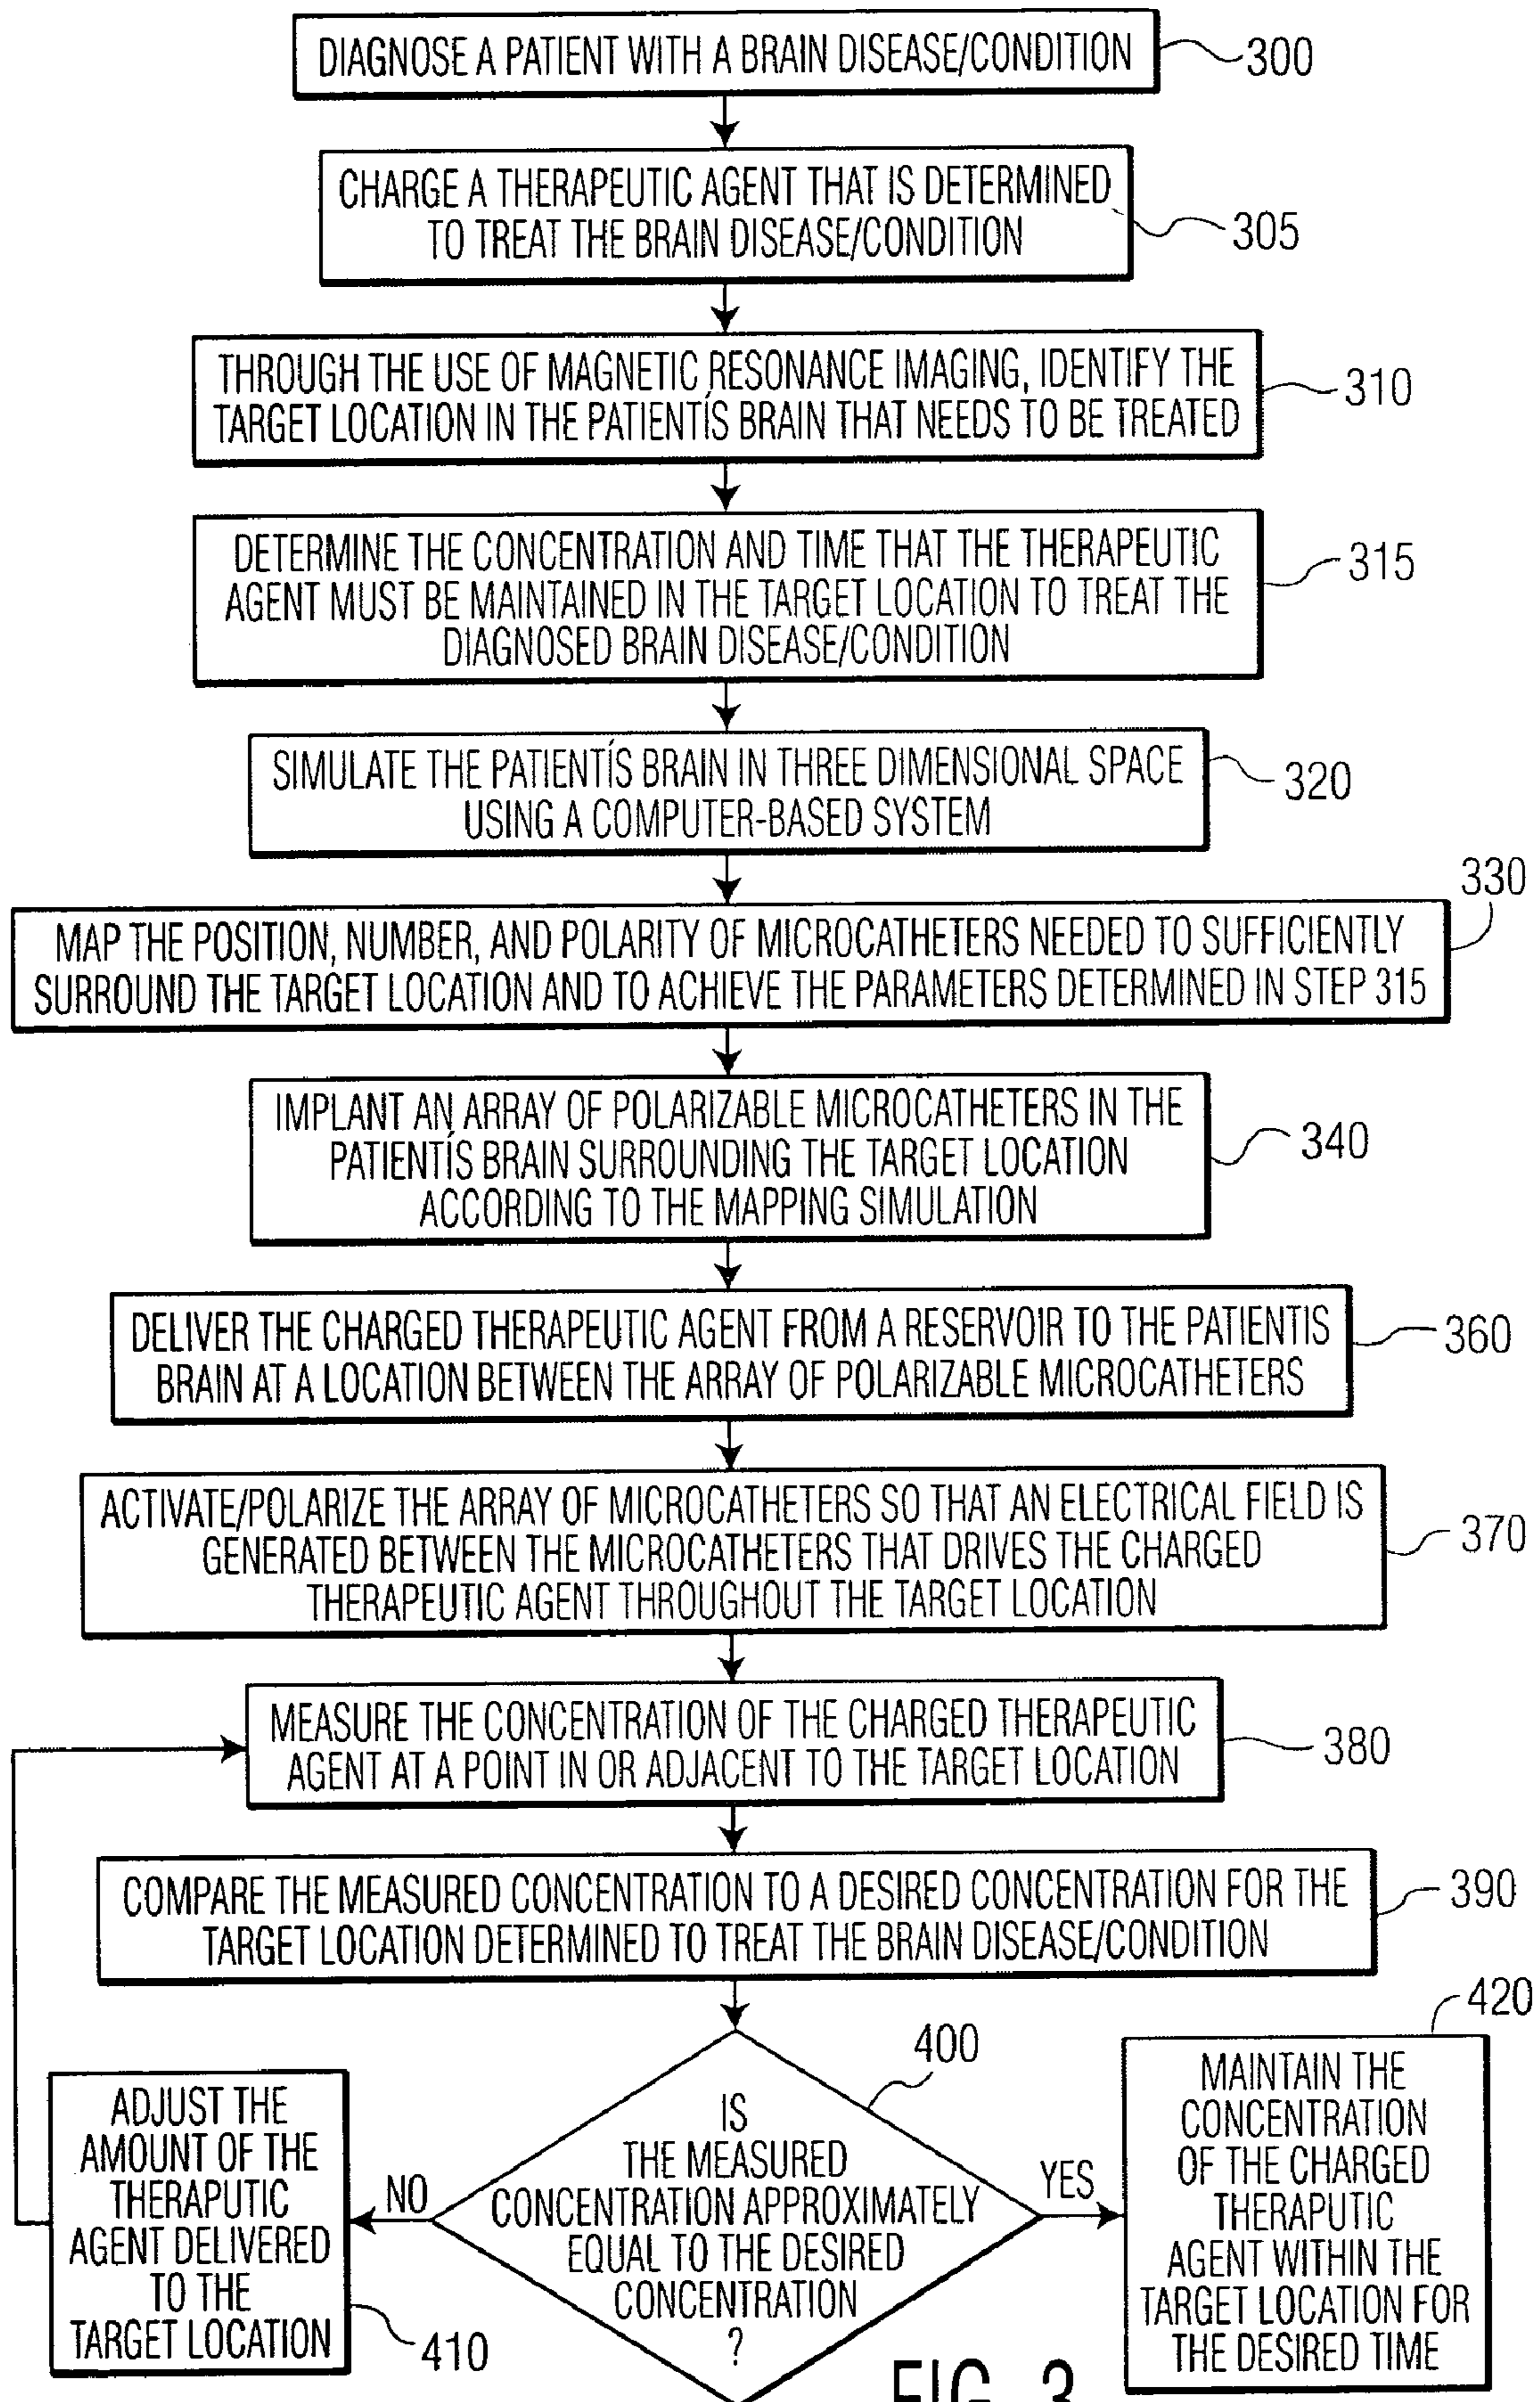 DIAGNOSE A PATIENT WITH A BRAIN DISEASE/CONDITION
300
CHARGE A THERAPEUTIC AGENT THAT IS DETERMINED
TO TREAT THE BRAIN DISEASE/CONDITION
305
THROUGH THE USE OF MAGNETIC RESONANCE IMAGING, IDENTIFY THE
TARGET LOCATION IN THE PATIENTÍS BRAIN THAT NEEDS TO BE TREATED
310
DETERMINE THE CONCENTRATION AND TIME THAT THE THERAPEUTIC
AGENT MUST BE MAINTAINED IN THE TARGET LOCATION TO TREAT THE
DIAGNOSED BRAIN DISEASE/CONDITION
315
SIMULATE THE PATIENTÍS BRAIN IN THREE DIMENSIONAL SPACE
USING A COMPUTER-BASED SYSTEM
320
330
MAP THE POSITION, NUMBER, AND POLARITY OF MICROCATHETERS NEEDED TO SUFFICIENTLY
SURROUND THE TARGET LOCATION AND TO ACHIEVE THE PARAMETERS DETERMINED IN STEP 315
IMPLANT AN ARRAY OF POLARIZABLE MICROCATHETERS IN THE
PATIENTÍS BRAIN SURROUNDING THE TARGET LOCATION
ACCORDING TO THE MAPPING SIMULATION
340
DELIVER THE CHARGED THERAPEUTIC AGENT FROM A RESERVOIR TO THE PATIENTIS
BRAIN AT A LOCATION BETWEEN THE ARRAY OF POLARIZABLE MICROCATHETERS
360
ACTIVATE/POLARIZE THE ARRAY OF MICROCATHETERS SO THAT AN ELECTRICAL FIELD IS
GENERATED BETWEEN THE MICROCATHETERS THAT DRIVES THE CHARGED
THERAPEUTIC AGENT THROUGHOUT THE TARGET LOCATION
370
MEASURE THE CONCENTRATION OF THE CHARGED THERAPEUTIC
AGENT AT A POINT IN OR ADJACENT TO THE TARGET LOCATION
380
COMPARE THE MEASURED CONCENTRATION TO A DESIRED CONCENTRATION FOR THE
TARGET LOCATION DETERMINED TO TREAT THE BRAIN DISEASE/CONDITION
390
400
IS
THE MEASURED
CONCENTRATION APPROXIMATELY
EQUAL TO THE DESIRED
CONCENTRATION
?
NO
ADJUST THE
AMOUNT OF THE
THERAPUTIC
AGENT DELIVERED
TO THE
TARGET LOCATION
410
YES
420
MAINTAIN THE
CONCENTRATION
OF THE CHARGED
THERAPUTIC
AGENT WITHIN THE
TARGET LOCATION FOR
THE DESIRED TIME
FIG. 3